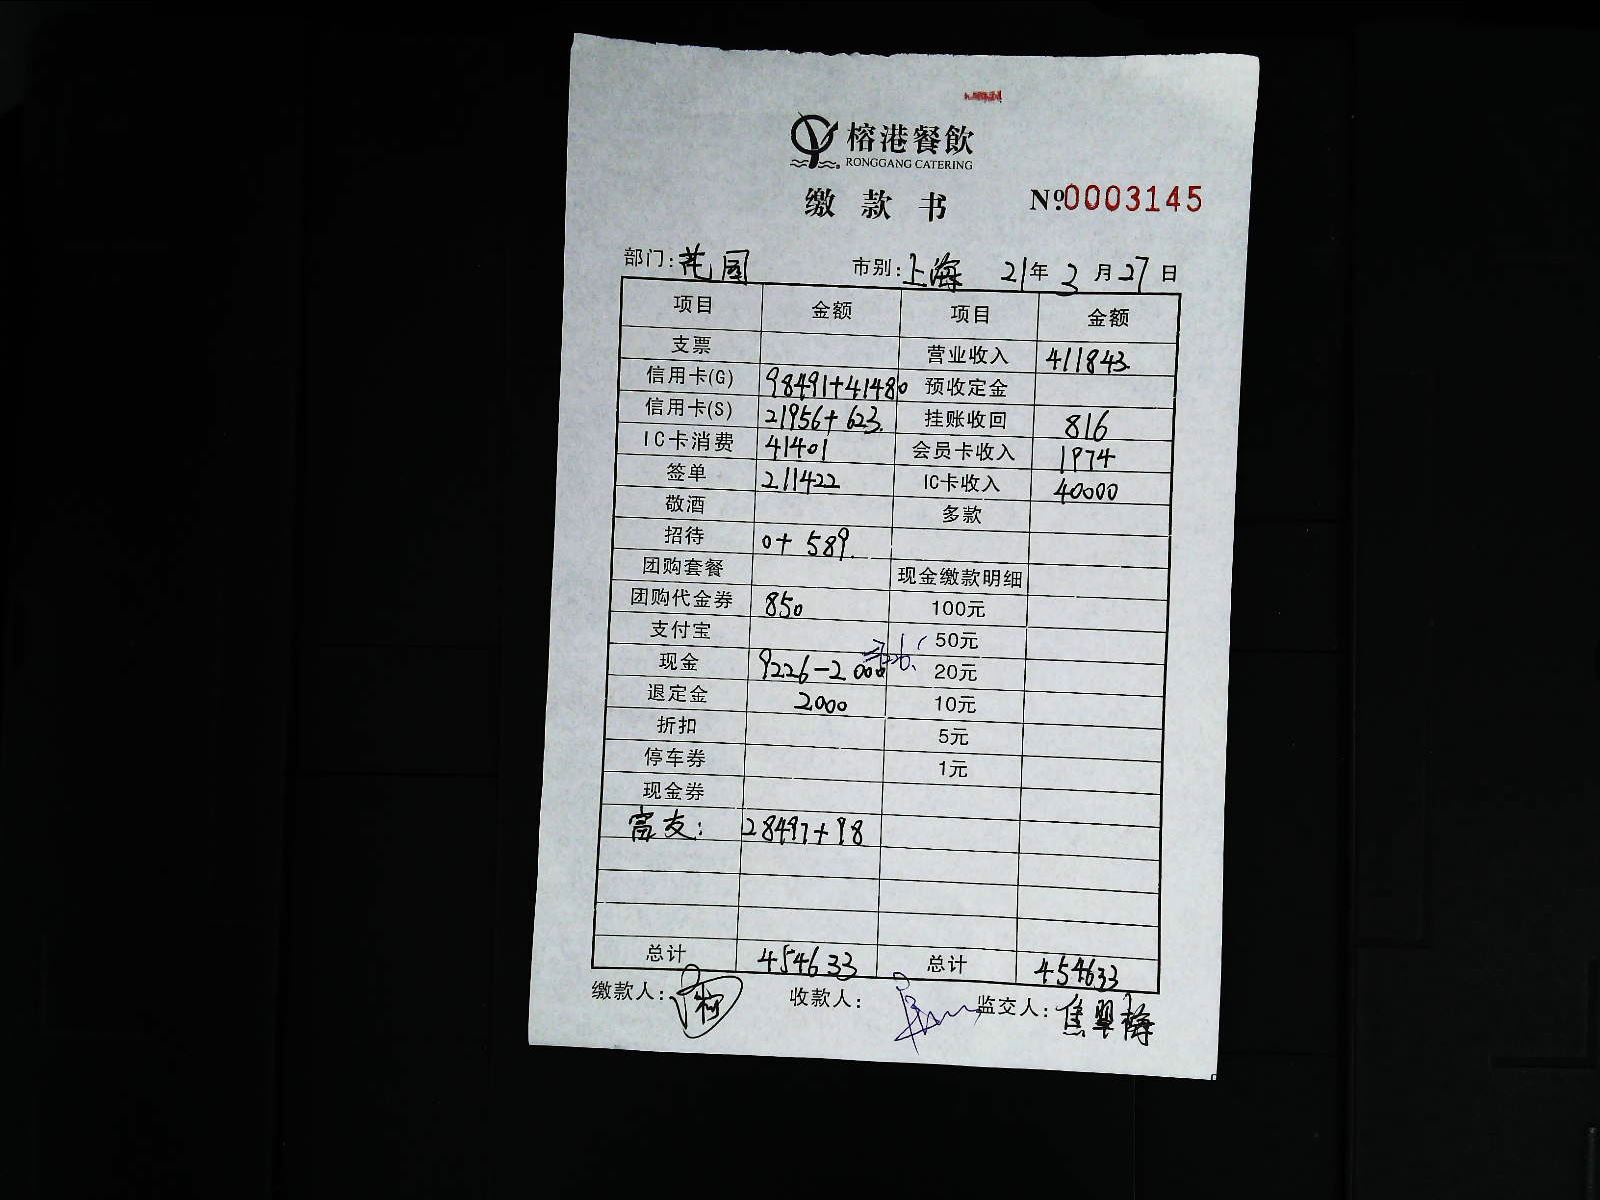 榕港餐飲
RONGGANG CATERING
缴款书 Nº0003145
部门:花园 市别:上海 21年3月27日
项目 金额 项目 金额
支票 营业收入 411843.
信用卡(G) 98491+41480 预收定金
信用卡(S) 21956+623. 挂账收回 816
IC卡消费 41401 会员卡收入 1974
签单 211422 IC卡收入 40000
敬酒 多款
招待 0+589.
团购套餐 现金缴款明细
团购代金券 850 100元
支付宝 50元
现金 9226-2000 20元
退定金 2000 10元
折扣 5元
停车券 1元
现金券
富友: 28497+98
总计 454633 总计 454633
缴款人: 收款人: 监交人:焦翠梅